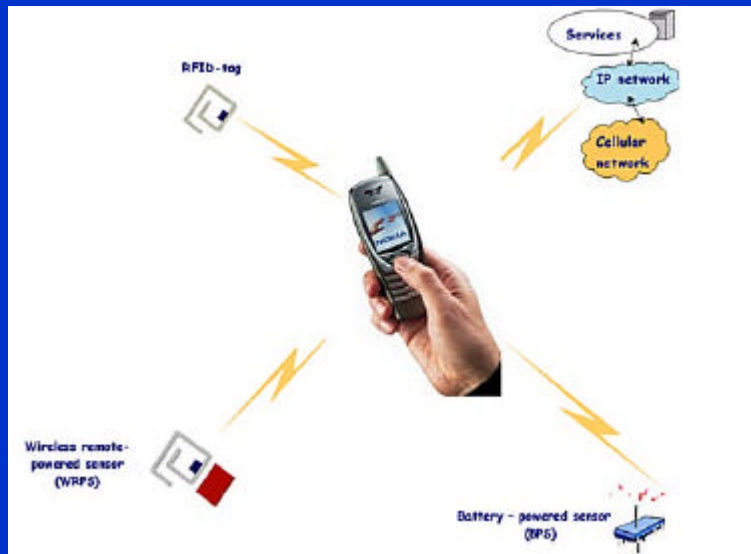 Services
RFID-tag
IP network
Cellular
network
NOKIA
Wireless remote-
powered sensor
(WRPS)
Battery - powered sensor
(BPS)